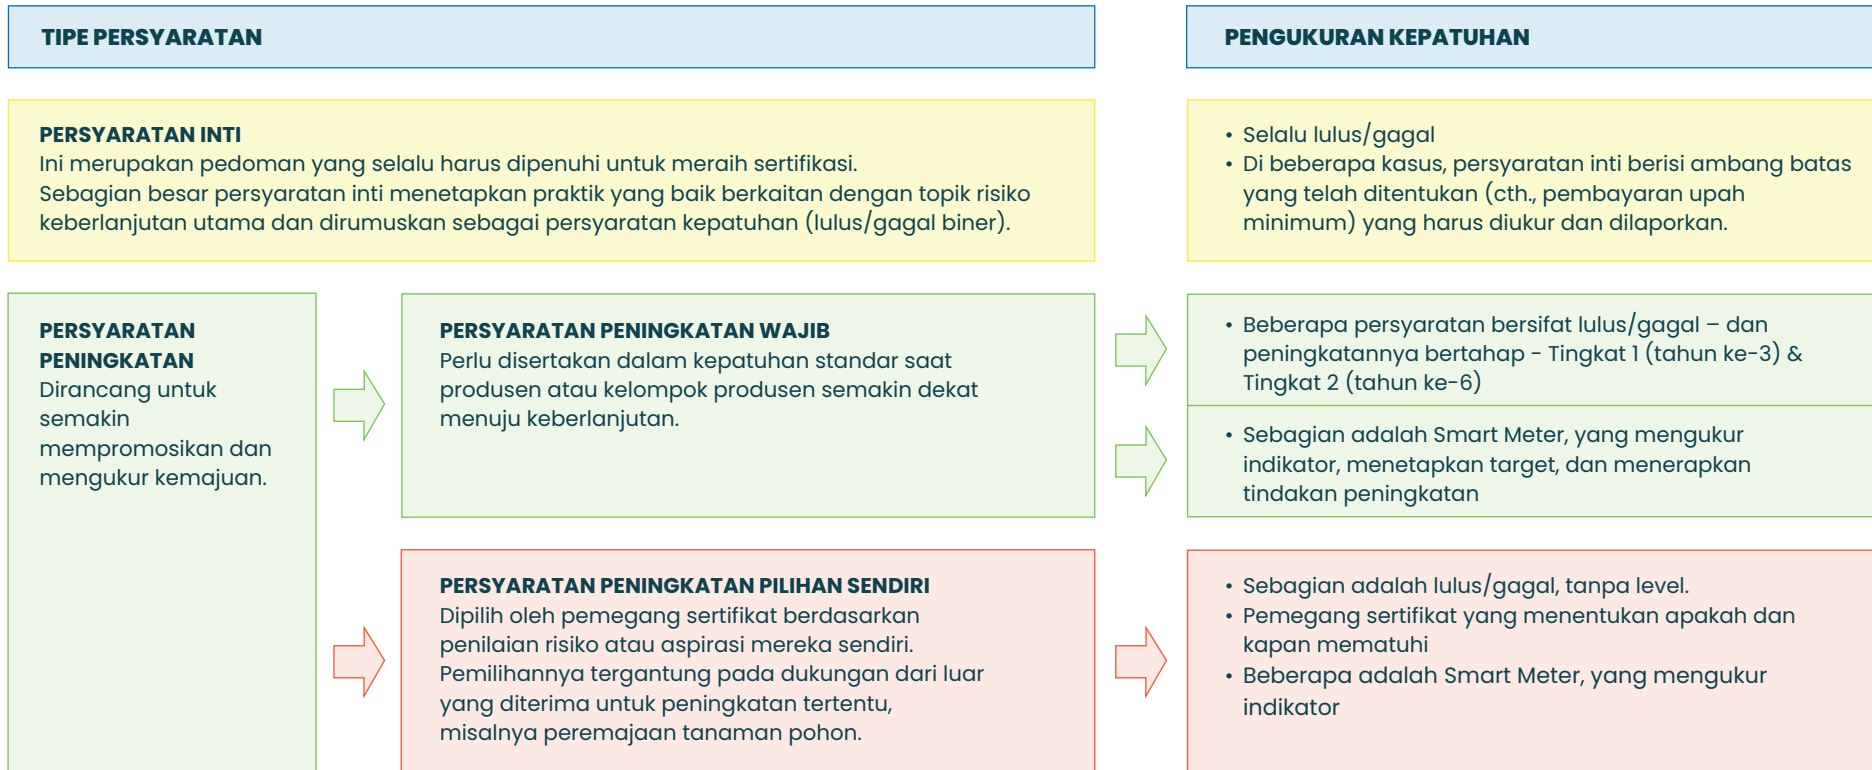 TIPE PERSYARATAN
PENGUKURAN KEPATUHAN
PERSYARATAN INTI
Ini merupakan pedoman yang selalu harus dipenuhi untuk meraih sertifikasi.
Sebagian besar persyaratan inti menetapkan praktik yang baik berkaitan dengan topik risiko
keberlanjutan utama dan dirumuskan sebagai persyaratan kepatuhan (lulus/gagal biner).
• Selalu lulus/gagal
• Di beberapa kasus, persyaratan inti berisi ambang batas
yang telah ditentukan (cth., pembayaran upah
minimum) yang harus diukur dan dilaporkan.
PERSYARATAN
PENINGKATAN
Dirancang untuk
semakin
mempromosikan dan
mengukur kemajuan.
PERSYARATAN PENINGKATAN WAJIB
Perlu disertakan dalam kepatuhan standar saat
produsen atau kelompok produsen semakin dekat
menuju keberlanjutan.
• Beberapa persyaratan bersifat lulus/gagal – dan
peningkatannya bertahap - Tingkat 1 (tahun ke-3) &
Tingkat 2 (tahun ke-6)
• Sebagian adalah Smart Meter, yang mengukur
indikator, menetapkan target, dan menerapkan
tindakan peningkatan
PERSYARATAN PENINGKATAN PILIHAN SENDIRI
Dipilih oleh pemegang sertifikat berdasarkan
penilaian risiko atau aspirasi mereka sendiri.
Pemilihannya tergantung pada dukungan dari luar
yang diterima untuk peningkatan tertentu,
misalnya peremajaan tanaman pohon.
• Sebagian adalah lulus/gagal, tanpa level.
• Pemegang sertifikat yang menentukan apakah dan
kapan mematuhi
• Beberapa adalah Smart Meter, yang mengukur
indikator